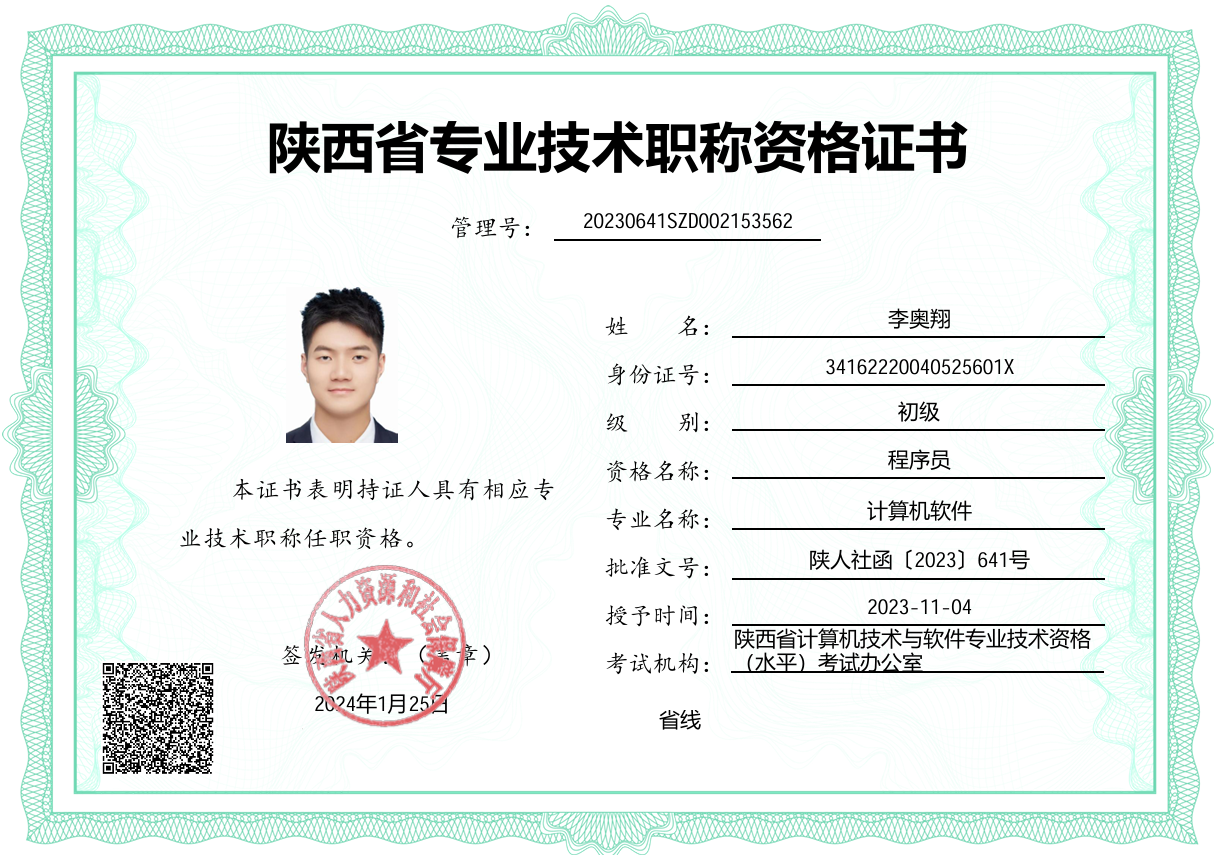 陕西省专业技术职称资格证书
管理号： 20230641SZD002153562
姓名： 李奥翔
身份证号： 34162220040525601X
级别： 初级
资格名称： 程序员
专业名称： 计算机软件
批准文号： 陕人社函〔2023〕641号
授予时间： 2023-11-04
考试机构： 陕西省计算机技术与软件专业技术资格
（水平）考试办公室
省线
本证书表明持证人具有相应专
业技术职称任职资格。
陕西省人力资源和社会保障厅
签发机关：（盖章）
2024年1月25日